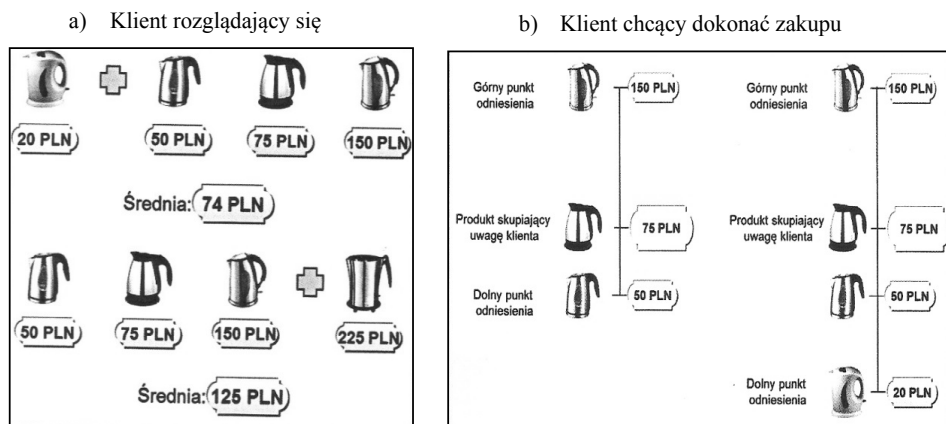 a) Klient rozglądający się
20 PLN
50 PLN
75 PLN
150 PLN
Średnia: 74 PLN
50 PLN
75 PLN
150 PLN
225 PLN
Średnia: 125 PLN
b) Klient chcący dokonać zakupu
Górny punkt
odniesienia
150 PLN
Produkt skupiający
uwagę klienta
75 PLN
Dolny punkt
odniesienia
50 PLN
Górny punkt
odniesienia
150 PLN
Produkt skupiający
uwagę klienta
75 PLN
50 PLN
Dolny punkt
odniesienia
20 PLN